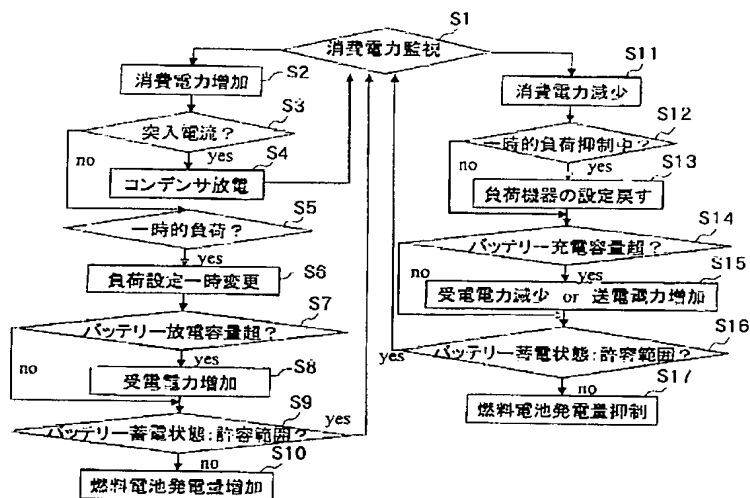 S1
消費電力監視
S2
消費電力増加
S3
突入電流？
no
yes
S4
コンデンサ放電
S5
一時的負荷？
yes
S6
負荷設定一時変更
S7
バッテリー放電容量超？
no
yes
S8
受電電力増加
S9
バッテリー蓄電状態：許容範囲？
yes
no
S10
燃料電池発電量増加
S11
消費電力減少
S12
一時的負荷抑制中？
no
yes
S13
負荷機器の設定戻す
S14
バッテリー充電容量超？
no
yes
S15
受電電力減少 or 送電電力増加
S16
バッテリー蓄電状態：許容範囲？
yes
no
S17
燃料電池発電量抑制